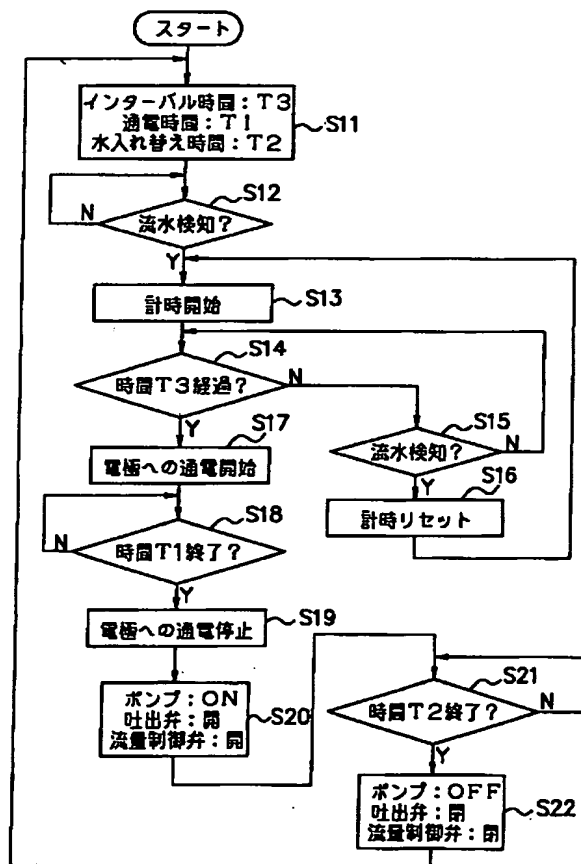 スタート
インターバル時間：T3
通電時間：T1
水入れ替え時間：T2
S11
S12
流水検知？
N
Y
計時開始
S13
S14
時間T3経過？
N
Y
S15
流水検知？
N
Y
S16
計時リセット
S17
電極への通電開始
S18
時間T1終了？
N
Y
電極への通電停止
S19
ポンプ：ON
吐出弁：開
流量制御弁：開
S20
S21
時間T2終了？
N
Y
ポンプ：OFF
吐出弁：閉
流量制御弁：閉
S22